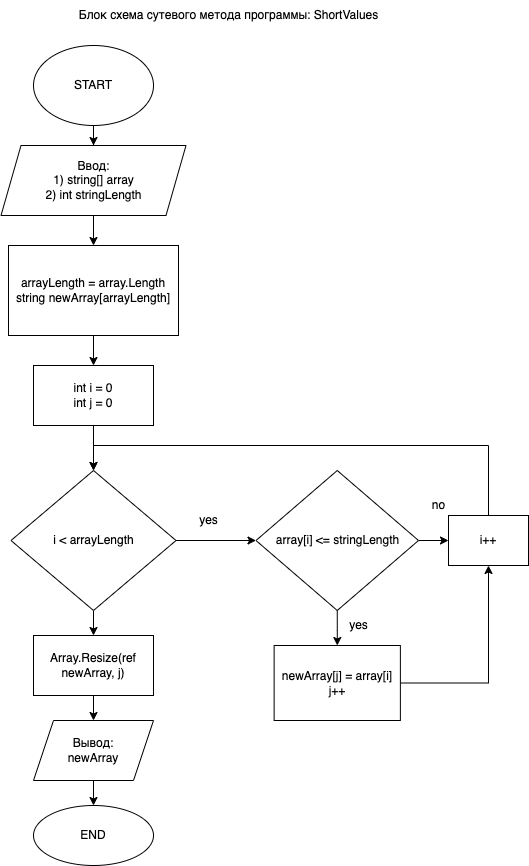 Блок схема сутевого метода программы: ShortValues
START
Ввод:
1) string[] array
2) int stringLength
arrayLength = array.Length
string newArray[arrayLength]
int i = 0
int j = 0
i < arrayLength
yes
array[i] <= stringLength
no
i++
yes
newArray[j] = array[i]
j++
Array.Resize(ref
newArray, j)
Вывод:
newArray
END